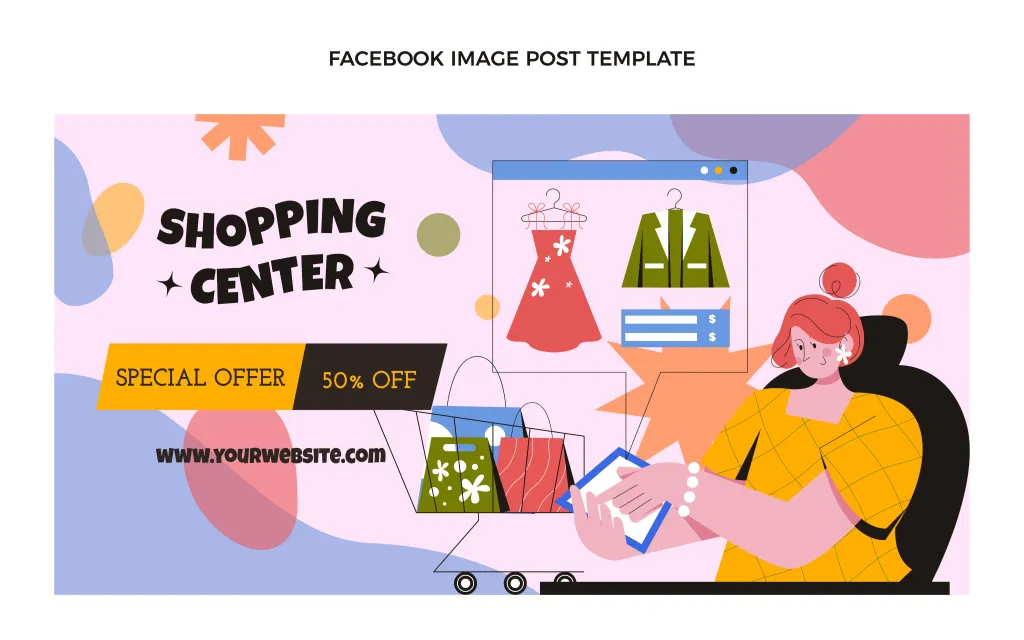 FACEBOOK IMAGE POST TEMPLATE
SHOPPING
CENTER
SPECIAL OFFER
50% OFF
www.yourwebsite.com
$
$